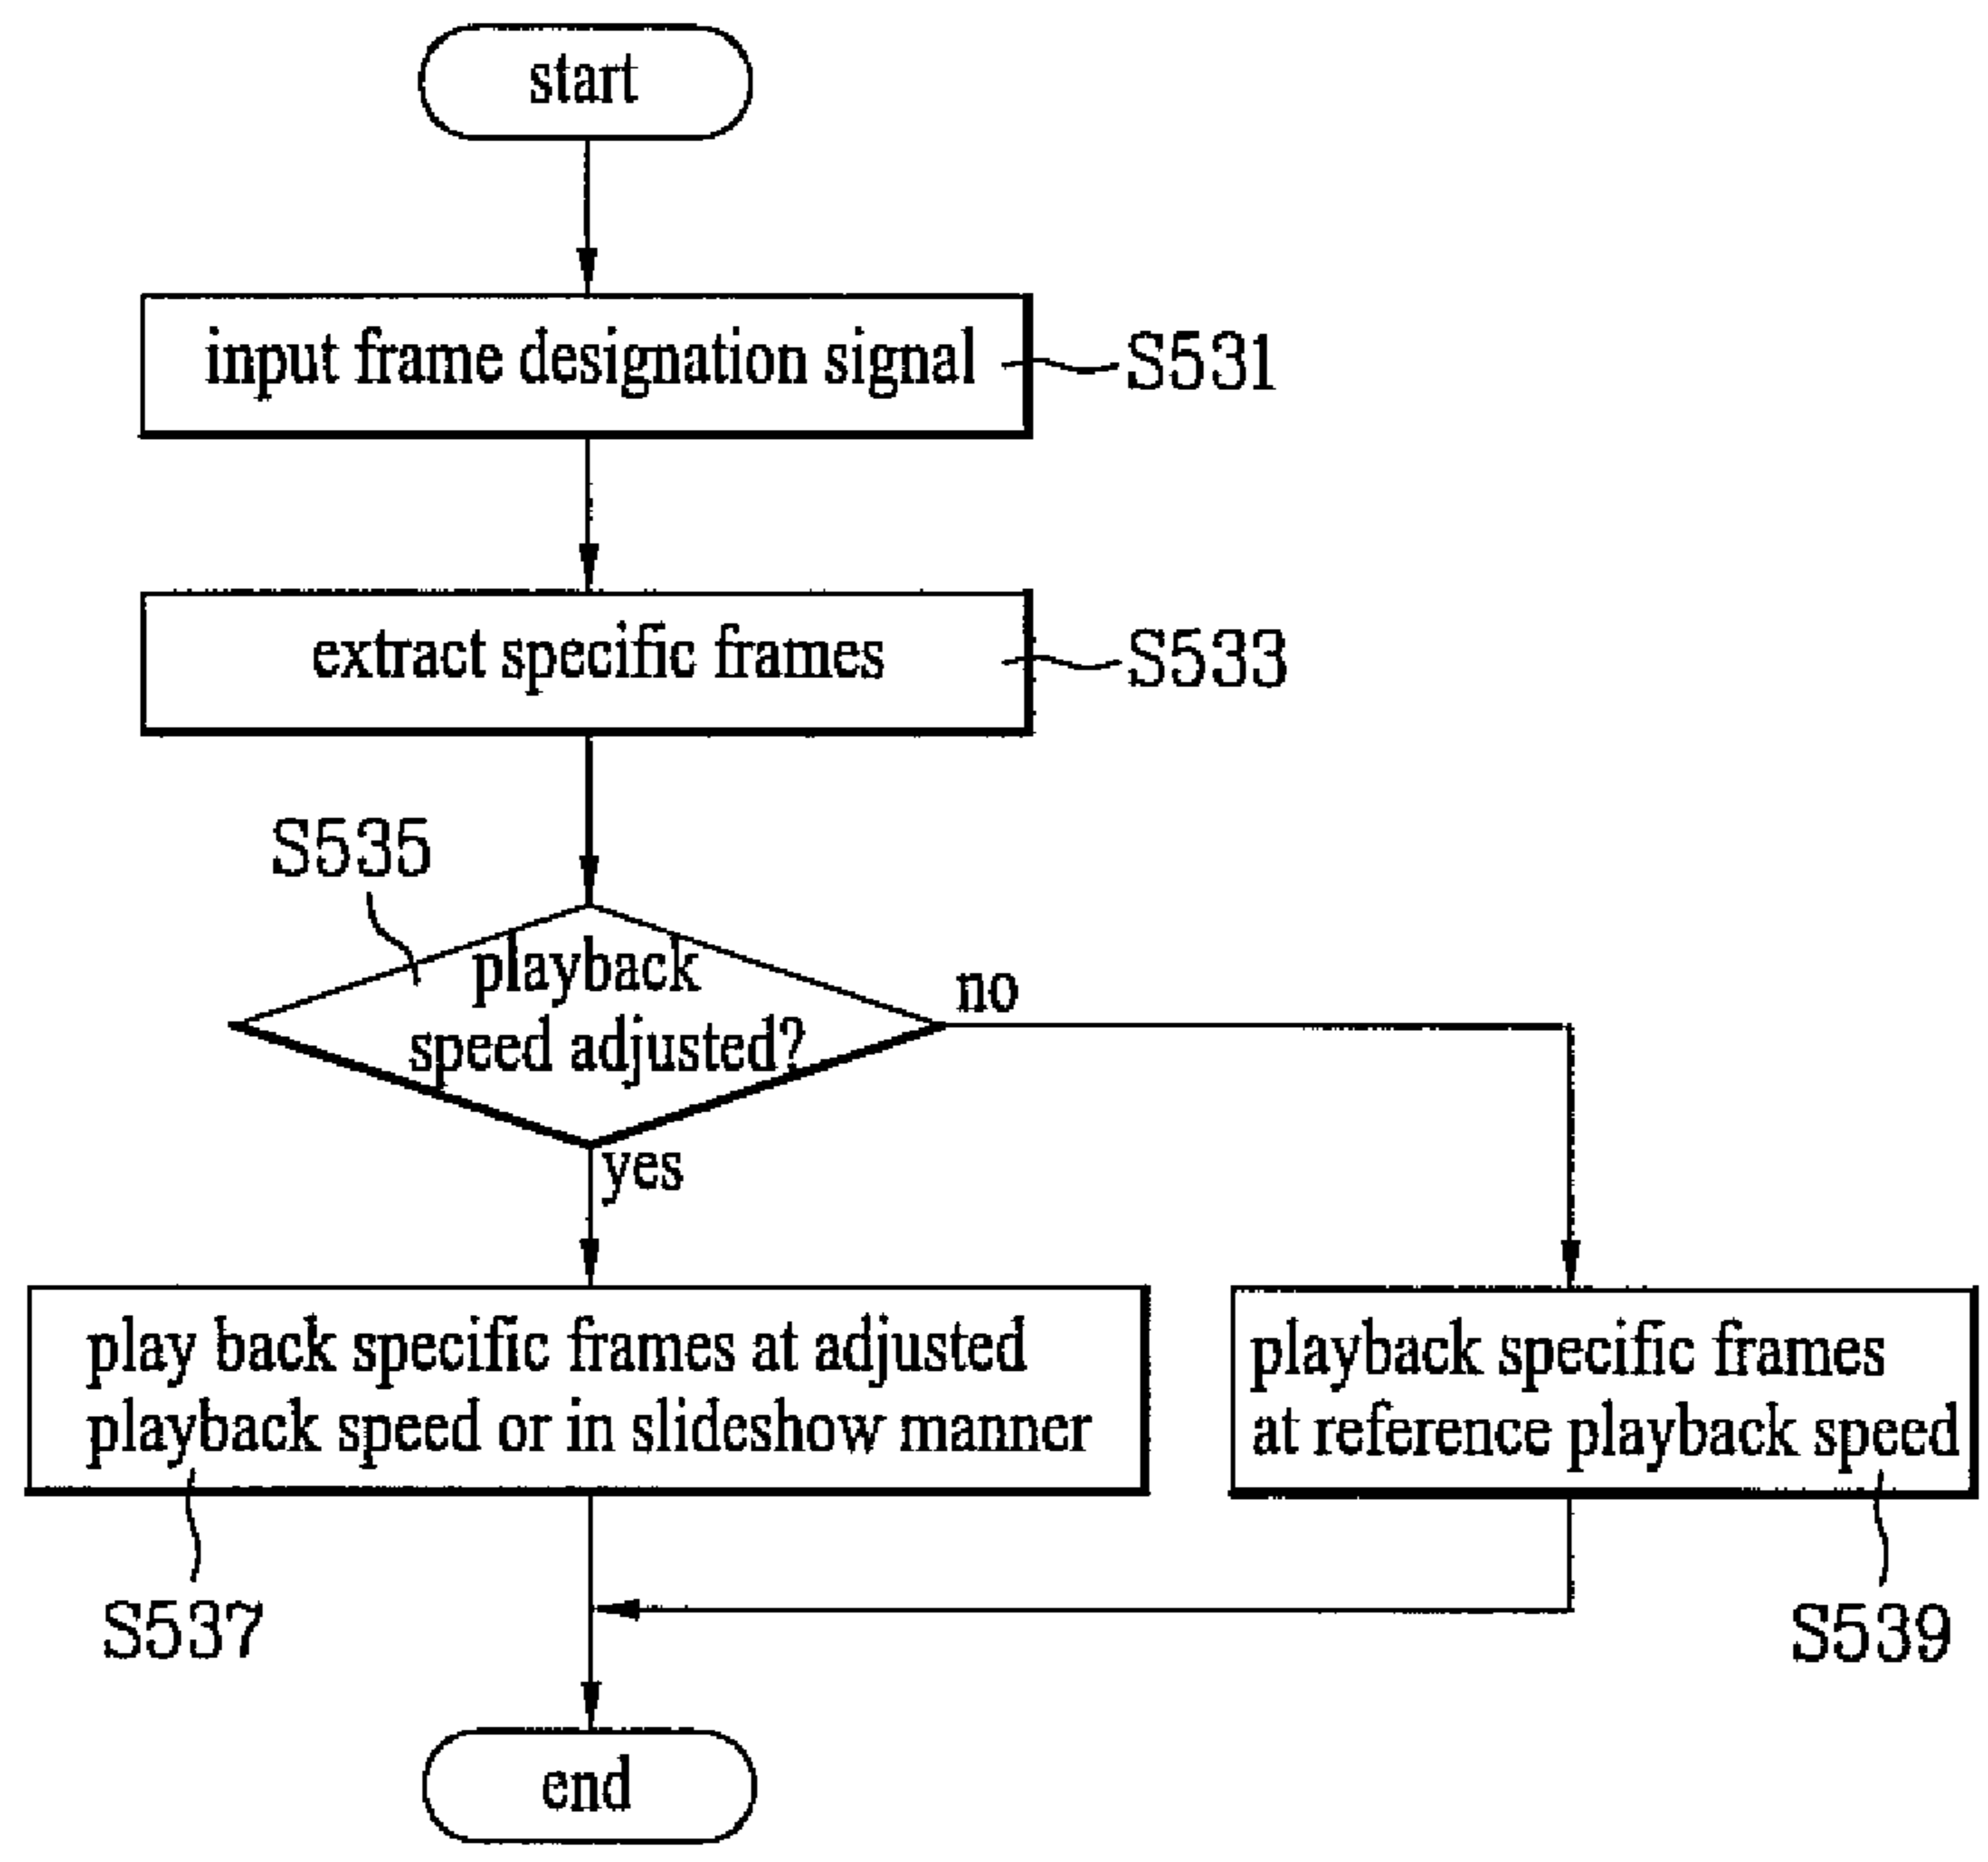 start
input frame designation signal
S531
extract specific frames
S533
S535
playback
speed adjusted?
no
yes
play back specific frames at adjusted
playback speed or in slideshow manner
playback specific frames
at reference playback speed
S537
S539
end